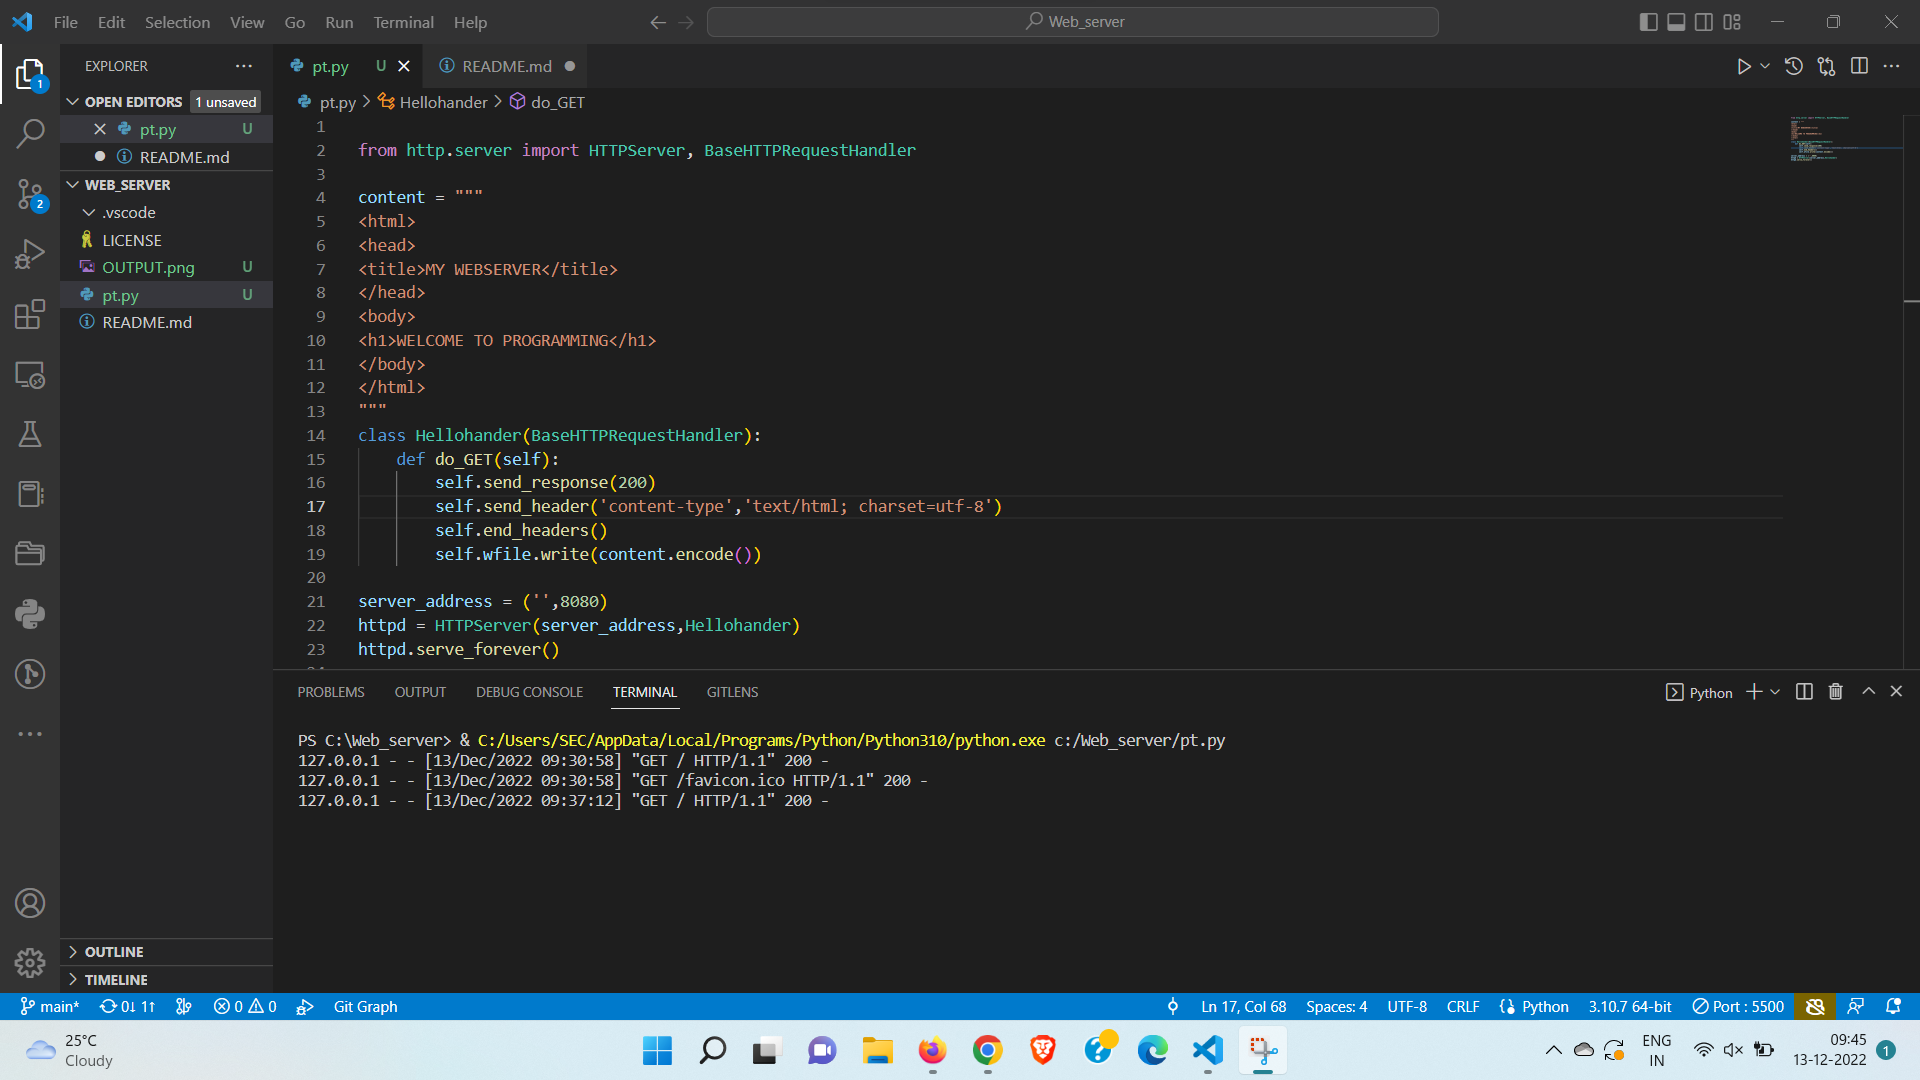 File Edit Selection View Go Run Terminal Help
Web_server
EXPLORER
OPEN EDITORS 1 unsaved
pt.py U
README.md
WEB_SERVER
.vscode
LICENSE
OUTPUT.png U
pt.py U
README.md
OUTLINE
TIMELINE
1
2
pt.py U
README.md
pt.py > Hellohander > do_GET
1
2 from http.server import HTTPServer, BaseHTTPRequestHandler
3
4 content = """
5 <html>
6 <head>
7 <title>MY WEBSERVER</title>
8 </head>
9 <body>
10 <h1>WELCOME TO PROGRAMMING</h1>
11 </body>
12 </html>
13 """
14 class Hellohander(BaseHTTPRequestHandler):
15 def do_GET(self):
16 self.send_response(200)
17 self.send_header('content-type','text/html; charset=utf-8')
18 self.end_headers()
19 self.wfile.write(content.encode())
20
21 server_address = ('',8080)
22 httpd = HTTPServer(server_address,Hellohander)
23 httpd.serve_forever()
PROBLEMS OUTPUT DEBUG CONSOLE TERMINAL GITLENS
Python
PS C:\Web_server> & C:/Users/SEC/AppData/Local/Programs/Python/Python310/python.exe c:/Web_server/pt.py
127.0.0.1 - - [13/Dec/2022 09:30:58] "GET / HTTP/1.1" 200 -
127.0.0.1 - - [13/Dec/2022 09:30:58] "GET /favicon.ico HTTP/1.1" 200 -
127.0.0.1 - - [13/Dec/2022 09:37:12] "GET / HTTP/1.1" 200 -
main* 0↓ 1↑ 0 0 Git Graph
Ln 17, Col 68 Spaces: 4 UTF-8 CRLF Python 3.10.7 64-bit Port : 5500
25°C
Cloudy
ENG
IN
09:45
13-12-2022
1